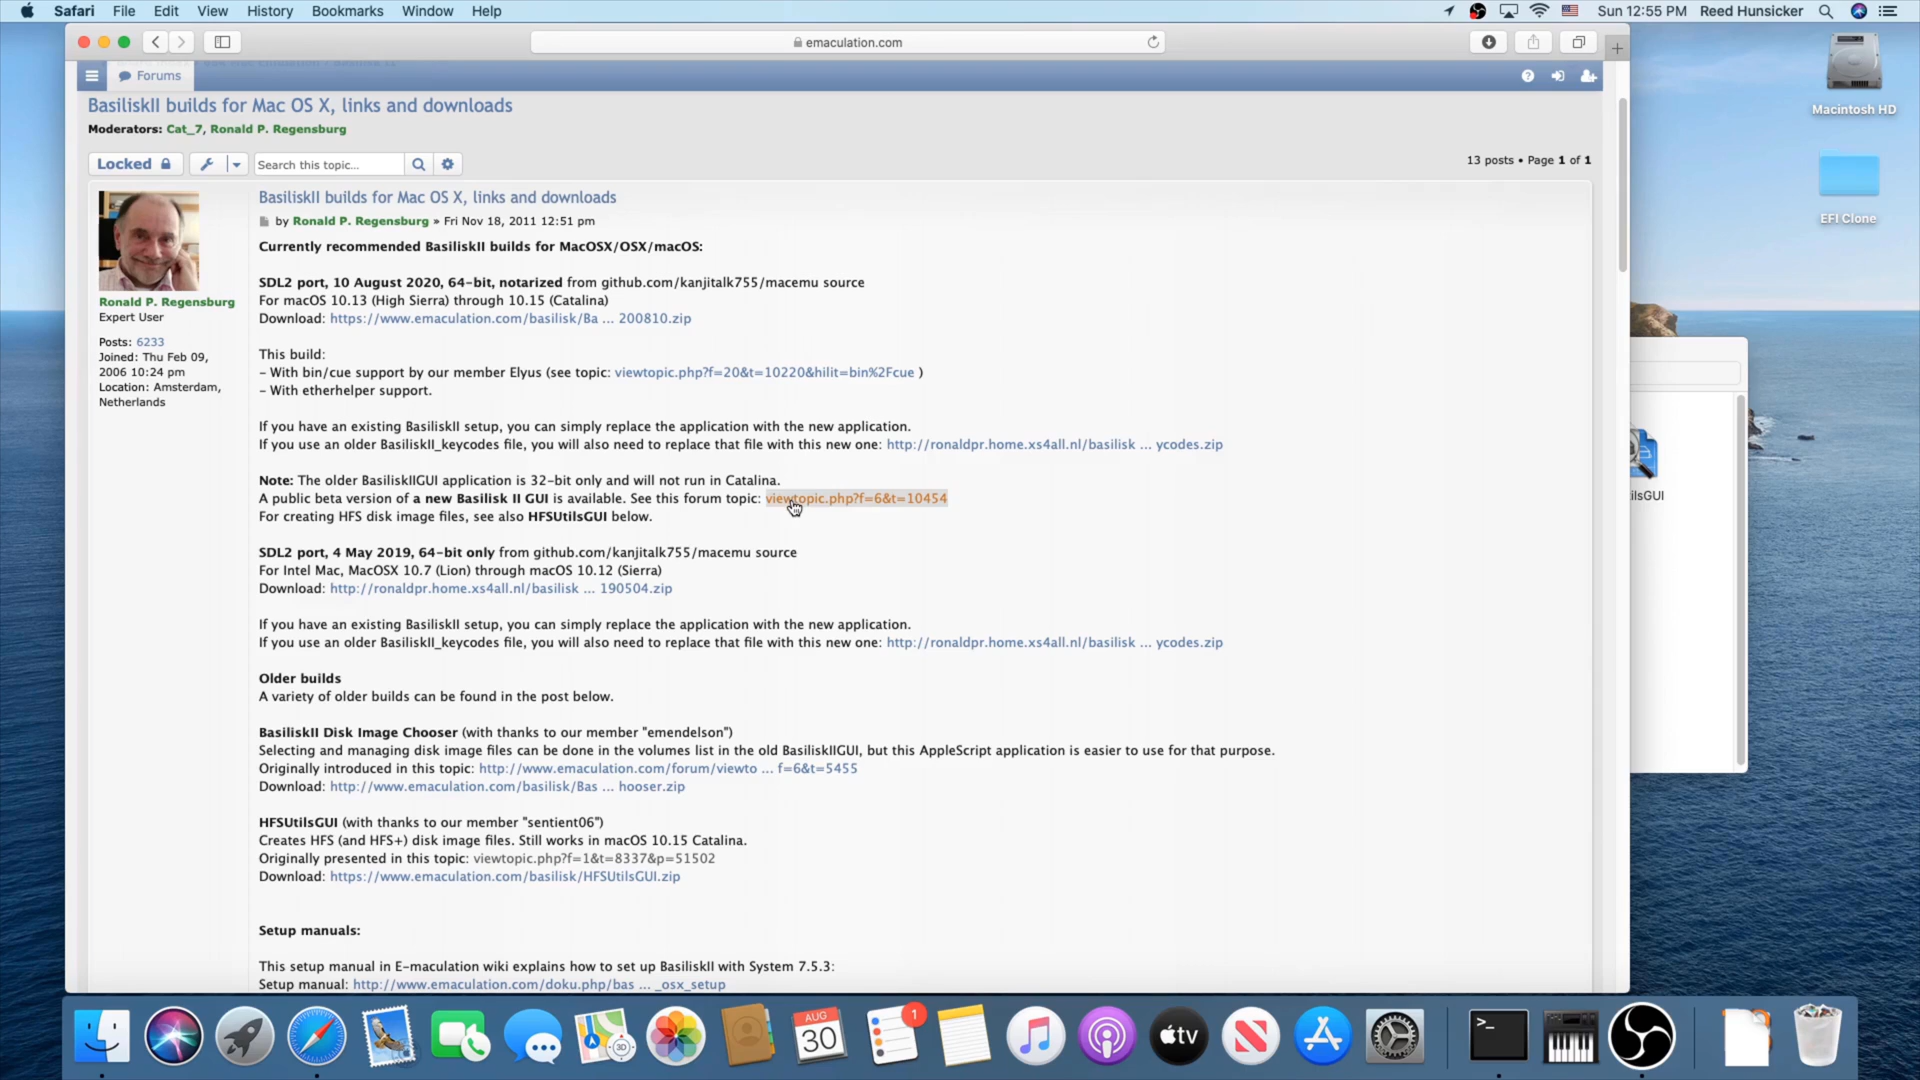 Safari File Edit View History Bookmarks Window Help
Sun 12:55 PM Reed Hunsicker
emaculation.com
Forums
BasiliskII builds for Mac OS X, links and downloads
Moderators: Cat_7, Ronald P. Regensburg
Locked
Search this topic...
13 posts • Page 1 of 1
BasiliskII builds for Mac OS X, links and downloads
by Ronald P. Regensburg » Fri Nov 18, 2011 12:51 pm
Ronald P. Regensburg
Expert User
Posts: 6233
Joined: Thu Feb 09,
2006 10:24 pm
Location: Amsterdam,
Netherlands
Currently recommended BasiliskII builds for MacOSX/OSX/macOS:
SDL2 port, 10 August 2020, 64-bit, notarized from github.com/kanjitalk755/macemu source
For macOS 10.13 (High Sierra) through 10.15 (Catalina)
Download: https://www.emaculation.com/basilisk/Ba ... 200810.zip
This build:
- With bin/cue support by our member Elyus (see topic: viewtopic.php?f=20&t=10220&hilit=bin%2Fcue )
- With etherhelper support.
If you have an existing BasiliskII setup, you can simply replace the application with the new application.
If you use an older BasiliskII_keycodes file, you will also need to replace that file with this new one: http://ronaldpr.home.xs4all.nl/basilisk ... ycodes.zip
Note: The older BasiliskIIGUI application is 32-bit only and will not run in Catalina.
A public beta version of a new Basilisk II GUI is available. See this forum topic: viewtopic.php?f=6&t=10454
For creating HFS disk image files, see also HFSUtilsGUI below.
SDL2 port, 4 May 2019, 64-bit only from github.com/kanjitalk755/macemu source
For Intel Mac, MacOSX 10.7 (Lion) through macOS 10.12 (Sierra)
Download: http://ronaldpr.home.xs4all.nl/basilisk ... 190504.zip
If you have an existing BasiliskII setup, you can simply replace the application with the new application.
If you use an older BasiliskII_keycodes file, you will also need to replace that file with this new one: http://ronaldpr.home.xs4all.nl/basilisk ... ycodes.zip
Older builds
A variety of older builds can be found in the post below.
BasiliskII Disk Image Chooser (with thanks to our member "emendelson")
Selecting and managing disk image files can be done in the volumes list in the old BasiliskIIGUI, but this AppleScript application is easier to use for that purpose.
Originally introduced in this topic: http://www.emaculation.com/forum/viewto ... f=6&t=5455
Download: http://www.emaculation.com/basilisk/Bas ... hooser.zip
HFSUtilsGUI (with thanks to our member "sentient06")
Creates HFS (and HFS+) disk image files. Still works in macOS 10.15 Catalina.
Originally presented in this topic: viewtopic.php?f=1&t=8337&p=51502
Download: https://www.emaculation.com/basilisk/HFSUtilsGUI.zip
Setup manuals:
This setup manual in E-maculation wiki explains how to set up BasiliskII with System 7.5.3:
Setup manual: http://www.emaculation.com/doku.php/bas ... _osx_setup
Macintosh HD
EFI Clone
ilsGUI
3D
AUG
30
1
tv
>_